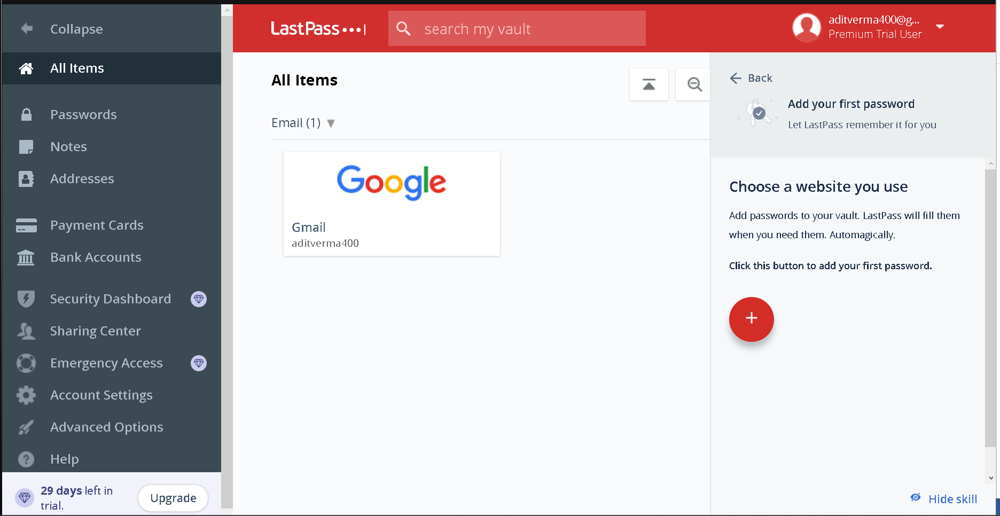 Collapse
All Items
Passwords
Notes
Addresses
Payment Cards
Bank Accounts
Security Dashboard
Sharing Center
Emergency Access
Account Settings
Advanced Options
Help
29 days left in
trial.
Upgrade
LastPass
search my vault
aditverma400@g...
Premium Trial User
All Items
Email (1)
Google
Gmail
aditverma400
Back
Add your first password
Let LastPass remember it for you
Choose a website you use
Add passwords to your vault. LastPass will fill them
when you need them. Automagically.
Click this button to add your first password.
Hide skill